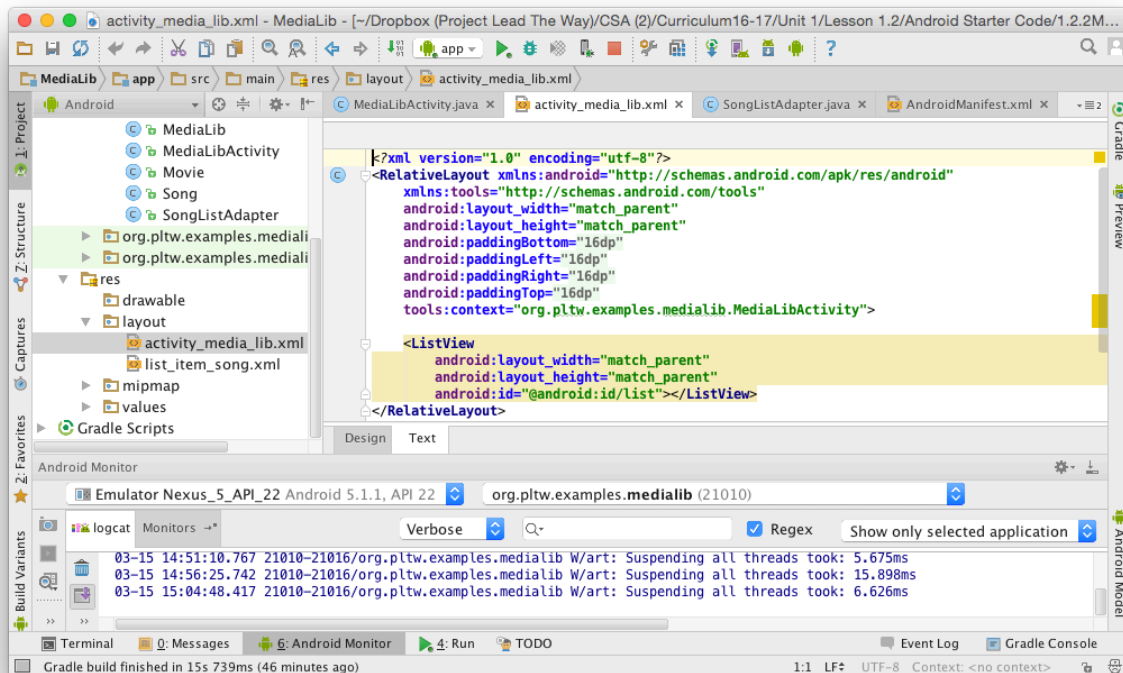 activity_media_lib.xml - MediaLib - [~/Dropbox (Project Lead The Way)/CSA (2)/Curriculum16-17/Unit 1/Lesson 1.2/Android Starter Code/1.2.2M...
app
MediaLib app src main res layout activity_media_lib.xml
1: Project
Android
MediaLibActivity.java
activity_media_lib.xml
SongListAdapter.java
AndroidManifest.xml
2
Gradle
MediaLib
MediaLibActivity
Movie
Song
SongListAdapter
org.pltw.examples.mediali
org.pltw.examples.mediali
res
drawable
layout
activity_media_lib.xml
list_item_song.xml
mipmap
values
Gradle Scripts
Z: Structure
Captures
2: Favorites
Build Variants
<?xml version="1.0" encoding="utf-8"?>
<RelativeLayout xmlns:android="http://schemas.android.com/apk/res/android"
xmlns:tools="http://schemas.android.com/tools"
android:layout_width="match_parent"
android:layout_height="match_parent"
android:paddingBottom="16dp"
android:paddingLeft="16dp"
android:paddingRight="16dp"
android:paddingTop="16dp"
tools:context="org.pltw.examples.medialib.MediaLibActivity">
<ListView
android:layout_width="match_parent"
android:layout_height="match_parent"
android:id="@android:id/list"></ListView>
</RelativeLayout>
Preview
Android Model
Design Text
Android Monitor
Emulator Nexus_5_API_22 Android 5.1.1, API 22
org.pltw.examples.medialib (21010)
logcat Monitors
Verbose
Regex
Show only selected application
03-15 14:51:10.767 21010-21016/org.pltw.examples.medialib W/art: Suspending all threads took: 5.675ms
03-15 14:56:25.742 21010-21016/org.pltw.examples.medialib W/art: Suspending all threads took: 15.898ms
03-15 15:04:48.417 21010-21016/org.pltw.examples.medialib W/art: Suspending all threads took: 6.626ms
Terminal 0: Messages 6: Android Monitor 4: Run TODO Event Log Gradle Console
Gradle build finished in 15s 739ms (46 minutes ago) 1:1 LF UTF-8 Context: <no context>